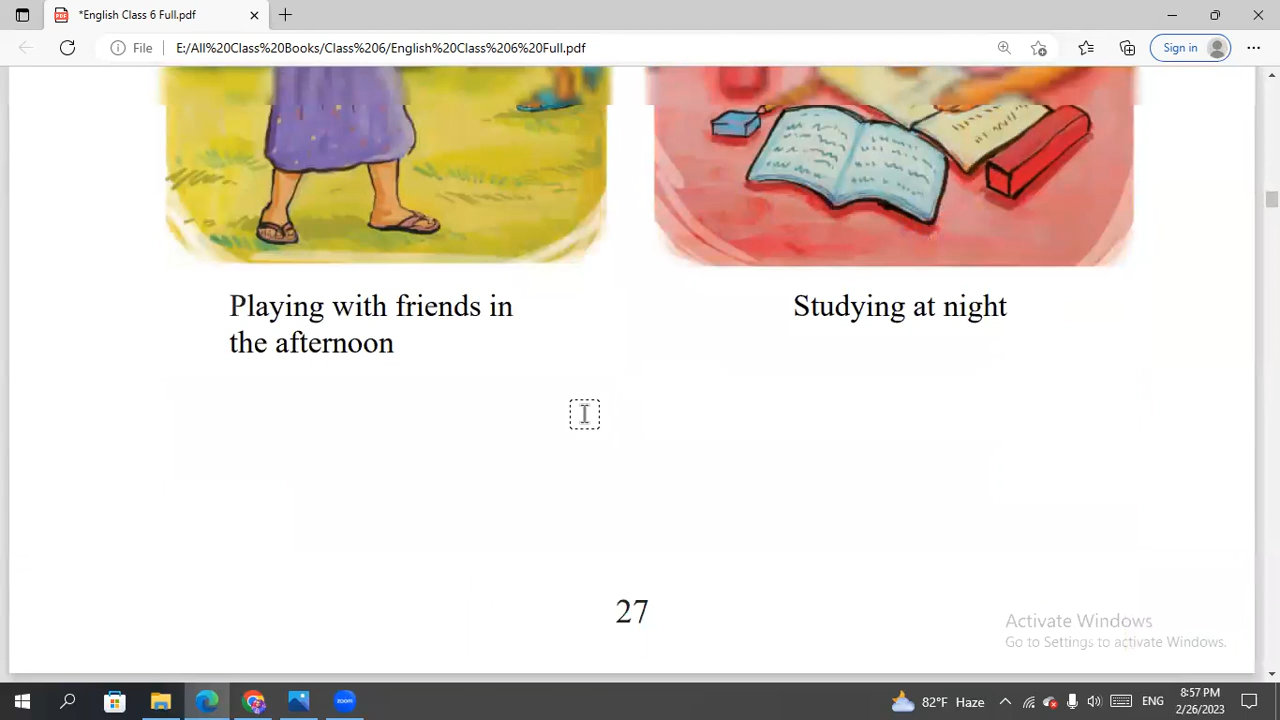 *English Class 6 Full.pdf
File
E:/All%20Class%20Books/Class%206/English%20Class%206%20Full.pdf
Sign in
Playing with friends in
the afternoon
Studying at night
27
Activate Windows
Go to Settings to activate Windows.
zoom
82°F Haze
ENG
8:57 PM
2/26/2023